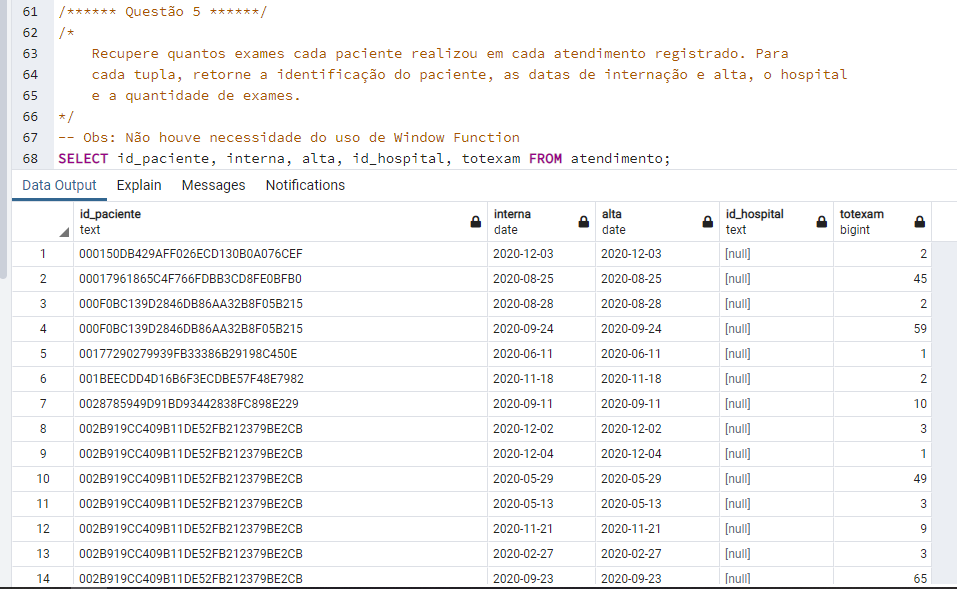 61 /****** Questão 5 ******/
62 /*
63 Recupere quantos exames cada paciente realizou em cada atendimento registrado. Para
64 cada tupla, retorne a identificação do paciente, as datas de internação e alta, o hospital
65 e a quantidade de exames.
66 */
67 -- Obs: Não houve necessidade do uso de Window Function
68 SELECT id_paciente, interna, alta, id_hospital, totexam FROM atendimento;
Data Output Explain Messages Notifications
id_paciente interna alta id_hospital totexam
text date date text bigint
1 000150DB429AFF026ECD130B0A076CEF 2020-12-03 2020-12-03 [null] 2
2 00017961865C4F766FDBB3CD8FE0BFB0 2020-08-25 2020-08-25 [null] 45
3 000F0BC139D2846DB86AA32B8F05B215 2020-08-28 2020-08-28 [null] 2
4 000F0BC139D2846DB86AA32B8F05B215 2020-09-24 2020-09-24 [null] 59
5 00177290279939FB33386B29198C450E 2020-06-11 2020-06-11 [null] 1
6 001BEECDD4D16B6F3ECDBE57F48E7982 2020-11-18 2020-11-18 [null] 2
7 0028785949D91BD93442838FC898E229 2020-09-11 2020-09-11 [null] 10
8 002B919CC409B11DE52FB212379BE2CB 2020-12-02 2020-12-02 [null] 3
9 002B919CC409B11DE52FB212379BE2CB 2020-12-04 2020-12-04 [null] 1
10 002B919CC409B11DE52FB212379BE2CB 2020-05-29 2020-05-29 [null] 49
11 002B919CC409B11DE52FB212379BE2CB 2020-05-13 2020-05-13 [null] 3
12 002B919CC409B11DE52FB212379BE2CB 2020-11-21 2020-11-21 [null] 9
13 002B919CC409B11DE52FB212379BE2CB 2020-02-27 2020-02-27 [null] 3
14 002B919CC409B11DE52FB212379BE2CB 2020-09-23 2020-09-23 [null] 65